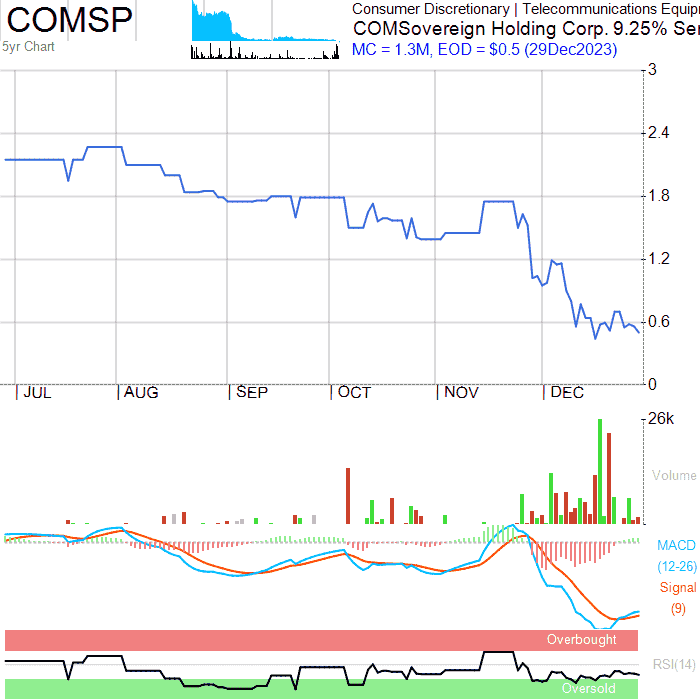 COMSP
5yr Chart
Consumer Discretionary | Telecommunications Equip
COMSovereign Holding Corp. 9.25% Ser
MC = 1.3M, EOD = $0.5 (29Dec2023)
3
2.4
1.8
1.2
0.6
0
JUL AUG SEP OCT NOV DEC
26k
Volume
MACD
(12-26)
Signal
(9)
Overbought
RSI(14)
Oversold